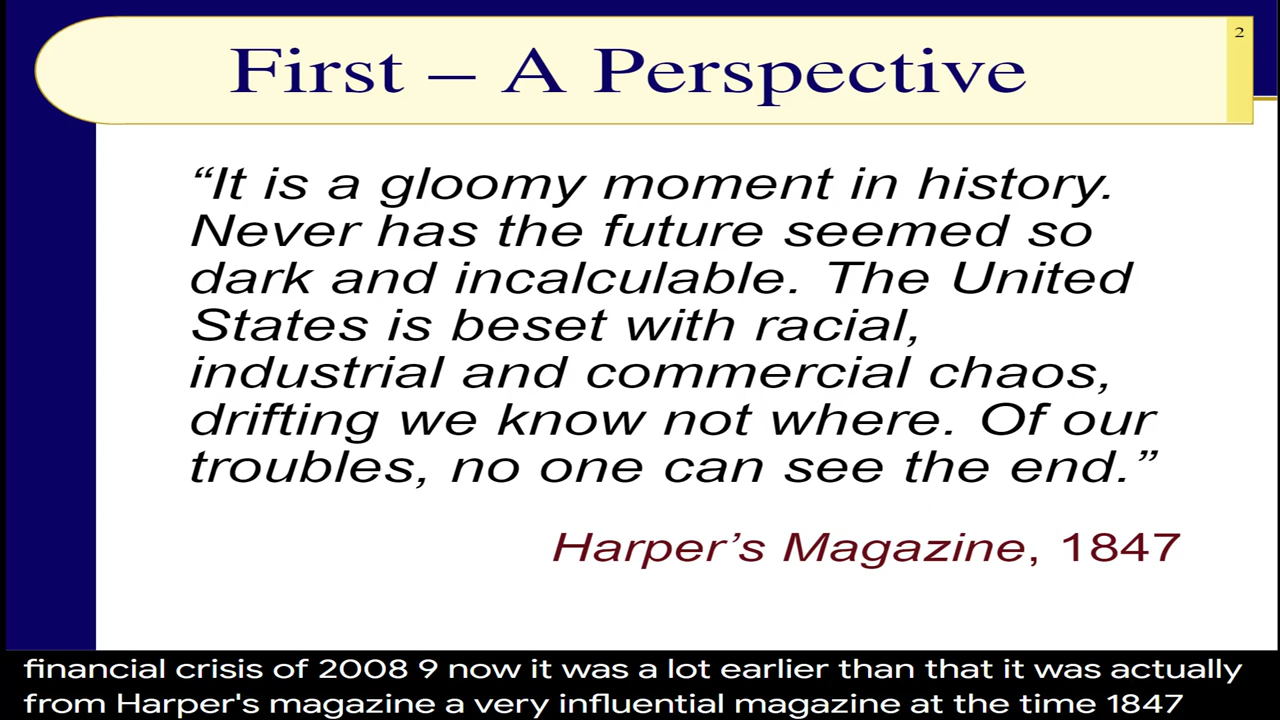 2
First – A Perspective
“It is a gloomy moment in history.
Never has the future seemed so
dark and incalculable. The United
States is beset with racial,
industrial and commercial chaos,
drifting we know not where. Of our
troubles, no one can see the end.”
Harper’s Magazine, 1847
financial crisis of 2008 9 now it was a lot earlier than that it was actually
from Harper's magazine a very influential magazine at the time 1847